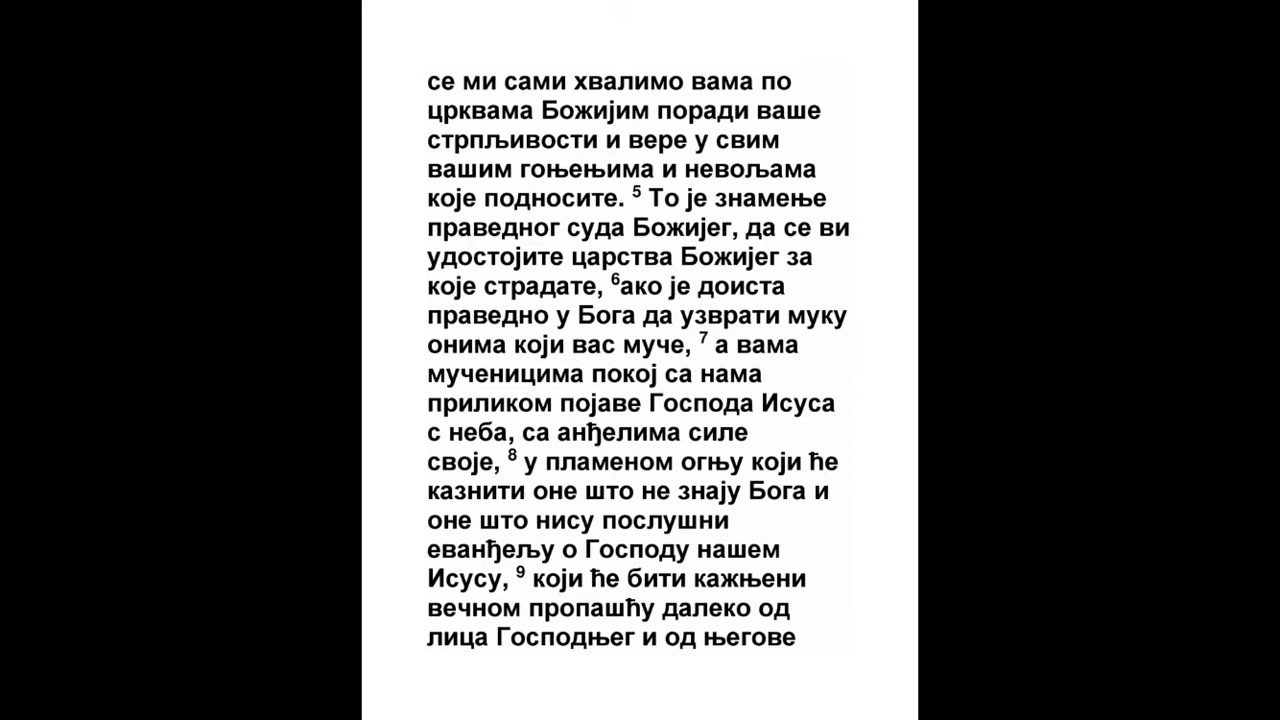 се ми сами хвалимо вама по
црквама Божијим поради ваше
стрпљивости и вере у свим
вашим гоњењима и невољама
које подносите. 5 То је знамење
праведног суда Божијег, да се ви
удостојите царства Божијег за
које страдате, 6ако је доиста
праведно у Бога да узврати муку
онима који вас муче, 7 а вама
мученицима покој са нама
приликом појаве Господа Исуса
с неба, са анђелима силе
своје, 8 у пламеном огњу који ће
казнити оне што не знају Бога и
оне што нису послушни
еванђељу о Господу нашем
Исусу, 9 који ће бити кажњени
вечном пропашћу далеко од
лица Господњег и од његове